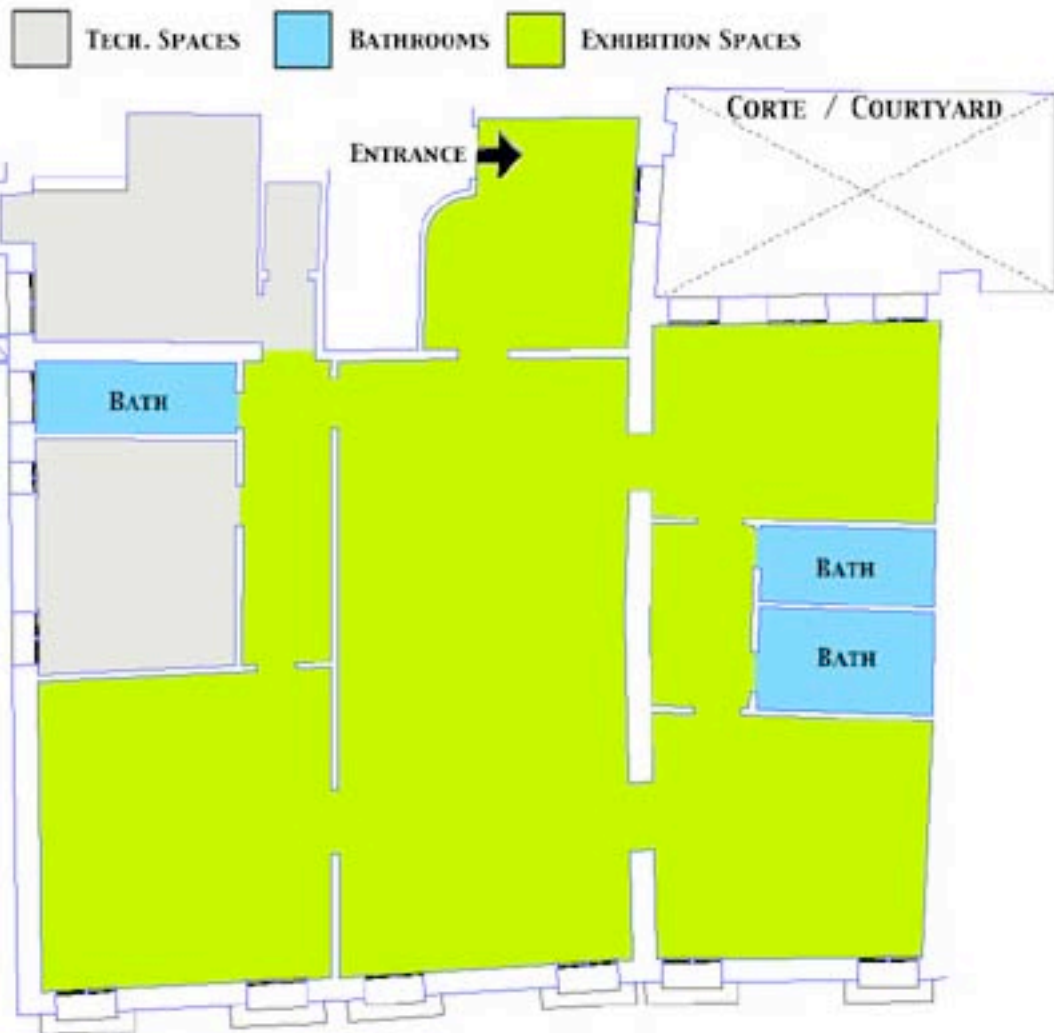 TECH. SPACES
BATHROOMS
EXHIBITION SPACES
CORTE / COURTYARD
ENTRANCE
BATH
BATH
BATH